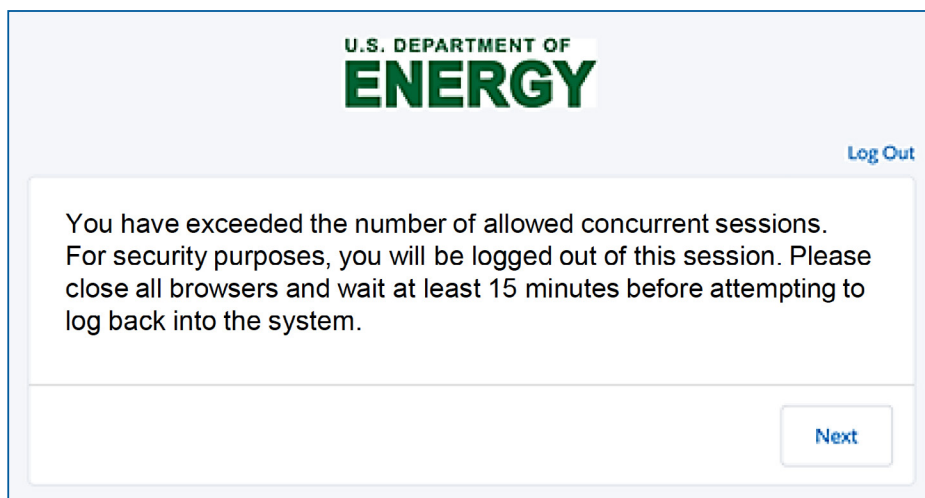 U.S. DEPARTMENT OF
ENERGY
Log Out
You have exceeded the number of allowed concurrent sessions.
For security purposes, you will be logged out of this session. Please
close all browsers and wait at least 15 minutes before attempting to
log back into the system.
Next